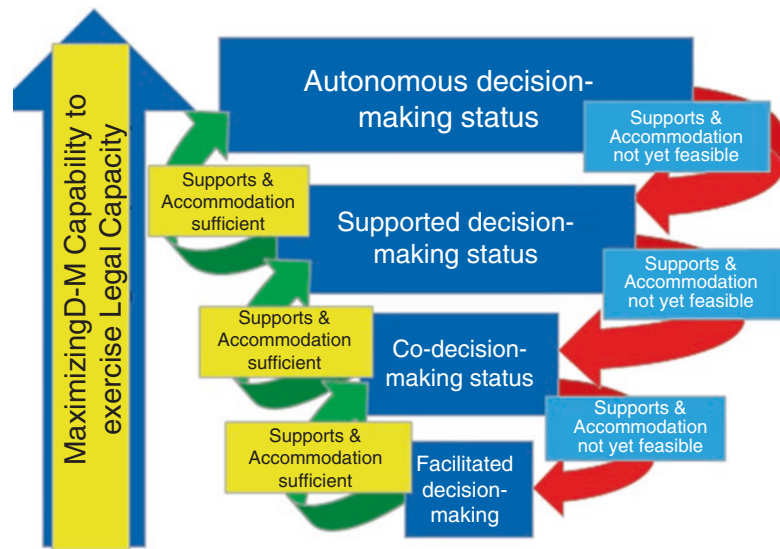 MaximizingD-M Capability to
exercise Legal Capacity
Autonomous decision-
making status
Supports &
Accommodation
not yet feasible
Supports &
Accommodation
sufficient
Supported decision-
making status
Supports &
Accommodation
not yet feasible
Supports &
Accommodation
sufficient
Co-decision-
making status
Supports &
Accommodation
not yet feasible
Supports &
Accommodation
sufficient
Facilitated
decision-
making